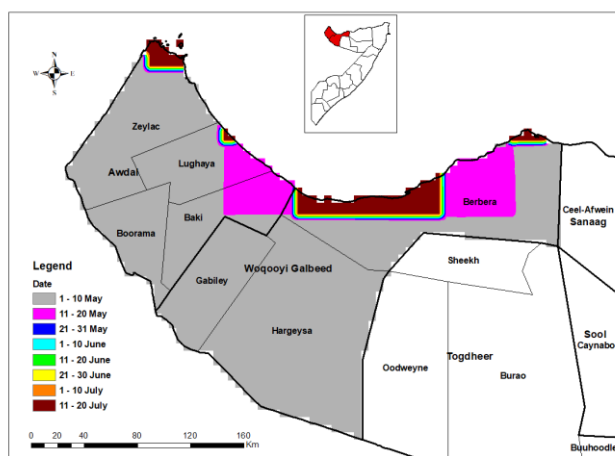 N
W E
S
Zeylac
Lughaya
Awdal
Boorama
Baki
Berbera
Ceel-Afwein
Sanaag
Gabiley
Woqooyi Galbeed
Sheekh
Hargeysa
Sool
Caynabo
Oodweyne
Togdheer
Burao
Buuhoodle
Legend
Date
1 - 10 May
11 - 20 May
21 - 31 May
1 - 10 June
11 - 20 June
21 - 30 June
1 - 10 July
11 - 20 July
0 20 40 80 120 160
Km